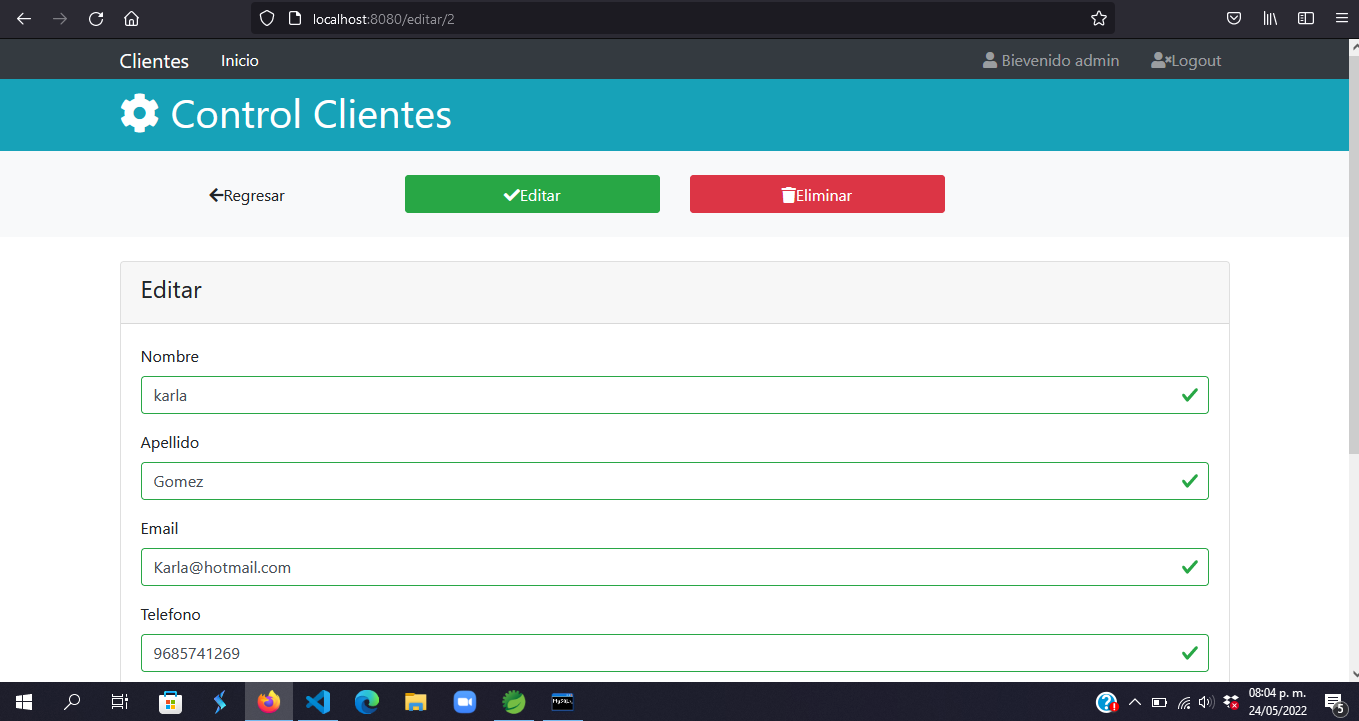 localhost:8080/editar/2
Clientes Inicio Bievenido admin Logout
Control Clientes
Regresar Editar Eliminar
Editar
Nombre
karla
Apellido
Gomez
Email
Karla@hotmail.com
Telefono
9685741269
MySQL
08:04 p. m.
24/05/2022
5